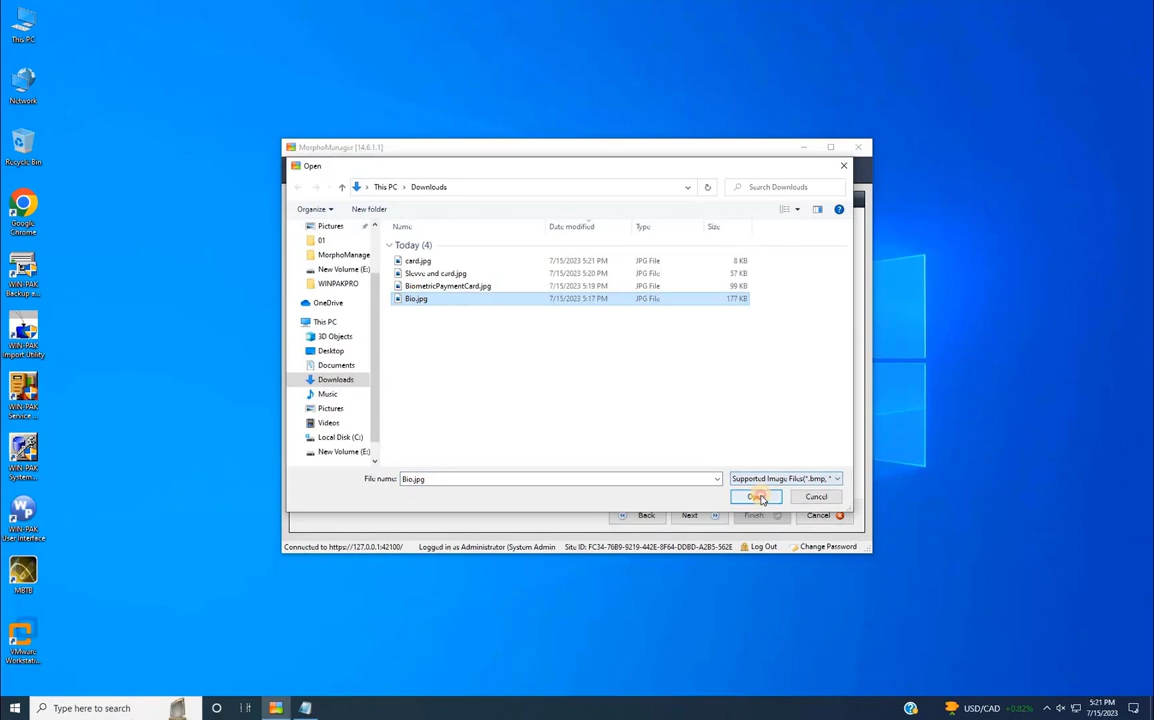 This PC
Network
Recycle Bin
Google
Chrome
WIN-PAK
Backup a...
WIN-PAK
Import Utility
WIN-PAK
Service ...
WIN-PAK
System...
WIN-PAK
User Interface
MBTB
VMware
Workstati...
MorphoManager [14.6.1.1]
Open
This PC > Downloads
Search Downloads
Organize
New folder
Name Date modified Type Size
Today (4)
card.jpg 7/15/2023 5:21 PM JPG File 8 KB
Sleeve and card.jpg 7/15/2023 5:20 PM JPG File 57 KB
BiometricPaymentCard.jpg 7/15/2023 5:19 PM JPG File 99 KB
Bio.jpg 7/15/2023 5:17 PM JPG File 177 KB
Pictures
01
MorphoManage
New Volume (E:)
WINPAKPRO
OneDrive
This PC
3D Objects
Desktop
Documents
Downloads
Music
Pictures
Videos
Local Disk (C:)
New Volume (E:)
File name: Bio.jpg
Supported Image Files(*.bmp, *
Open
Cancel
Back
Next
Finish
Cancel
Connected to https://127.0.0.1:42100/ Logged in us Administrator (System Admin Site ID: FC34-76B9-9219-442E-8F64-DDBD-A2B5-562E Log Out Change Password
Type here to search
USD/CAD +0.82%
5:21 PM
7/15/2023